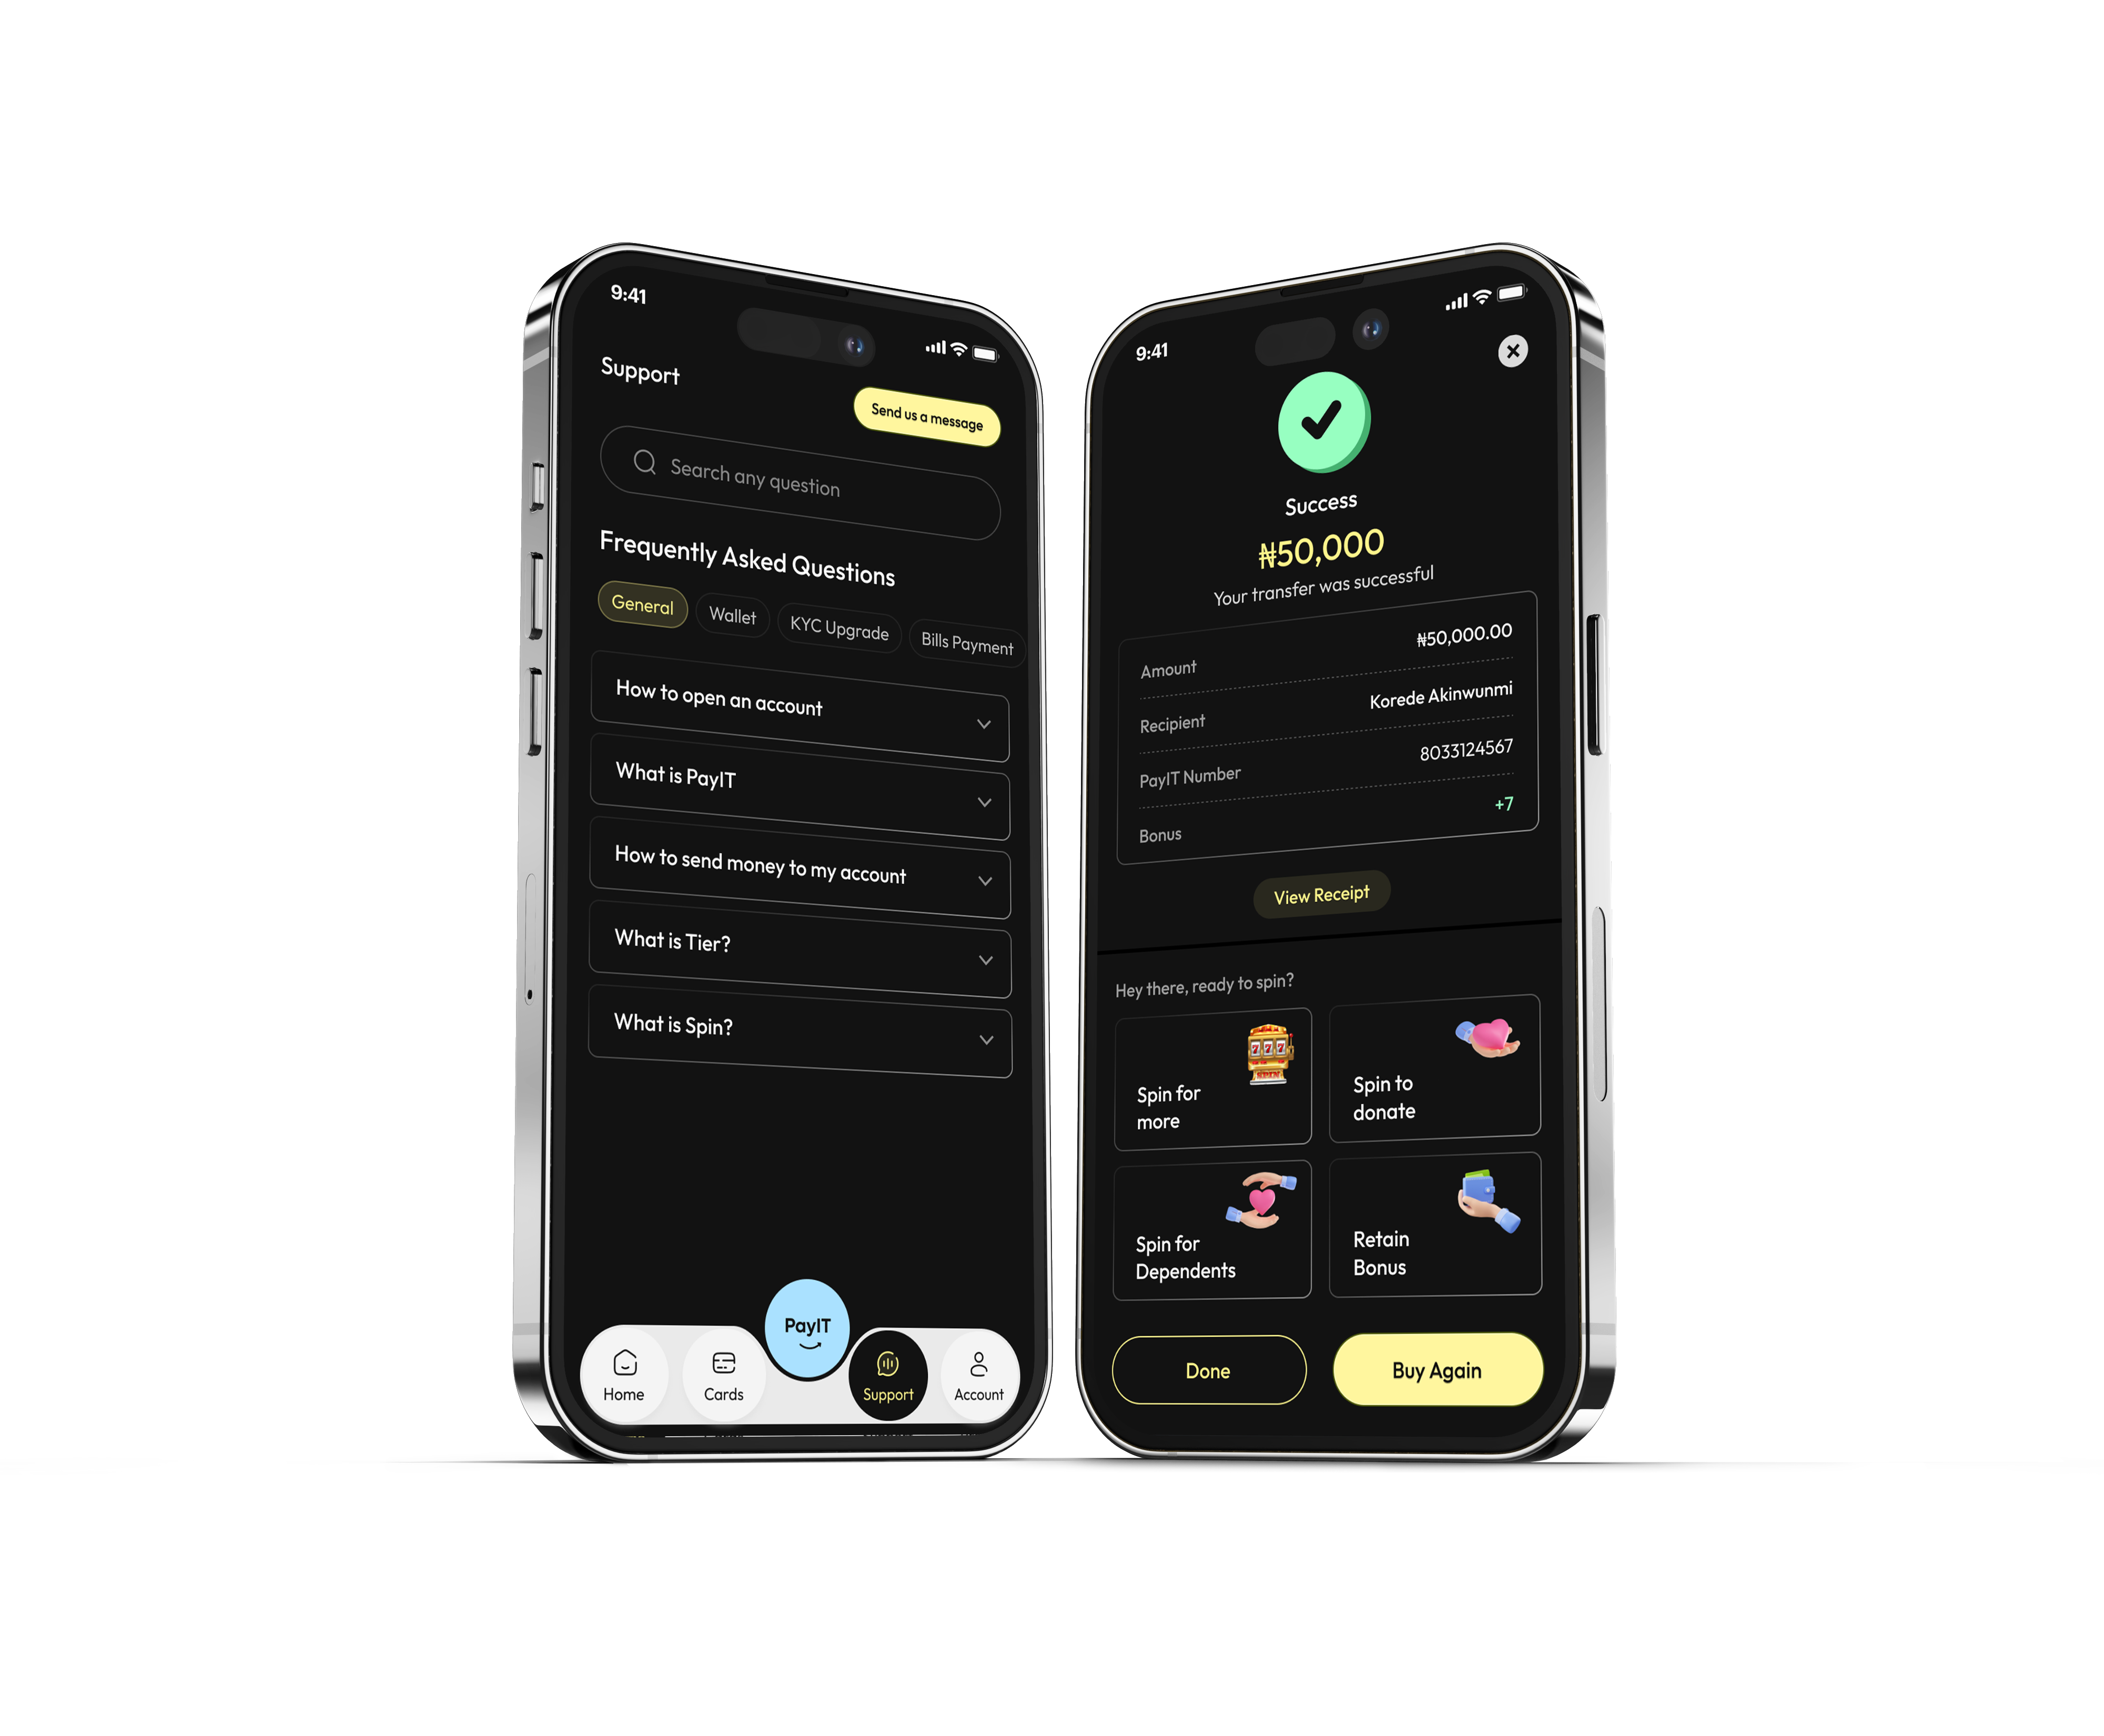 9:41
Support
Send us a message
Search any question
Frequently Asked Questions
General
Wallet
KYC Upgrade
Bills Payment
How to open an account
What is PayIT
How to send money to my account
What is Tier?
What is Spin?
PayIT
Home
Cards
Support
Account
9:41
Success
₦50,000
Your transfer was successful
Amount
₦50,000.00
Recipient
Korede Akinwunmi
PayIT Number
8033124567
Bonus
+7
View Receipt
Hey there, ready to spin?
777
SPIN
Spin for
more
Spin to
donate
Spin for
Dependents
Retain
Bonus
Done
Buy Again